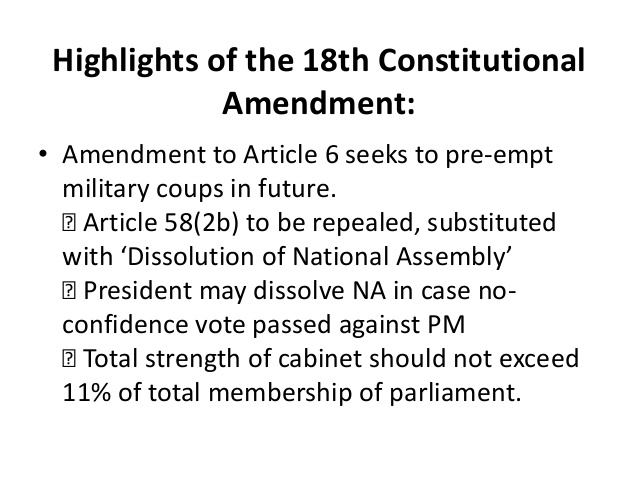 Highlights of the 18th Constitutional
Amendment:
• Amendment to Article 6 seeks to pre-empt
military coups in future.
⍰ Article 58(2b) to be repealed, substituted
with ‘Dissolution of National Assembly’
⍰ President may dissolve NA in case no-
confidence vote passed against PM
⍰ Total strength of cabinet should not exceed
11% of total membership of parliament.